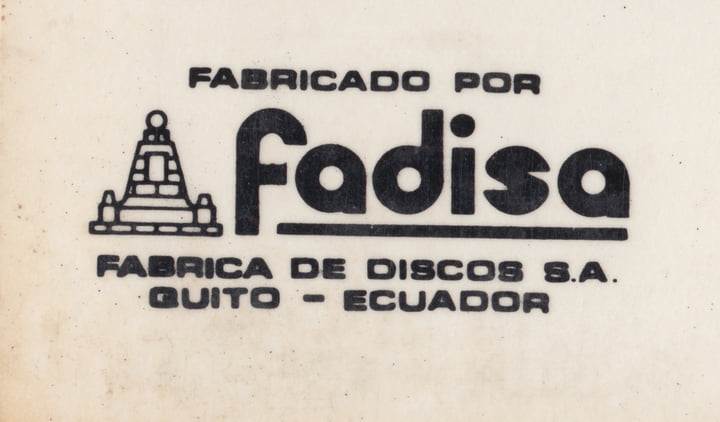 FABRICADO POR
fadisa
FABRICA DE DISCOS S.A.
QUITO - ECUADOR